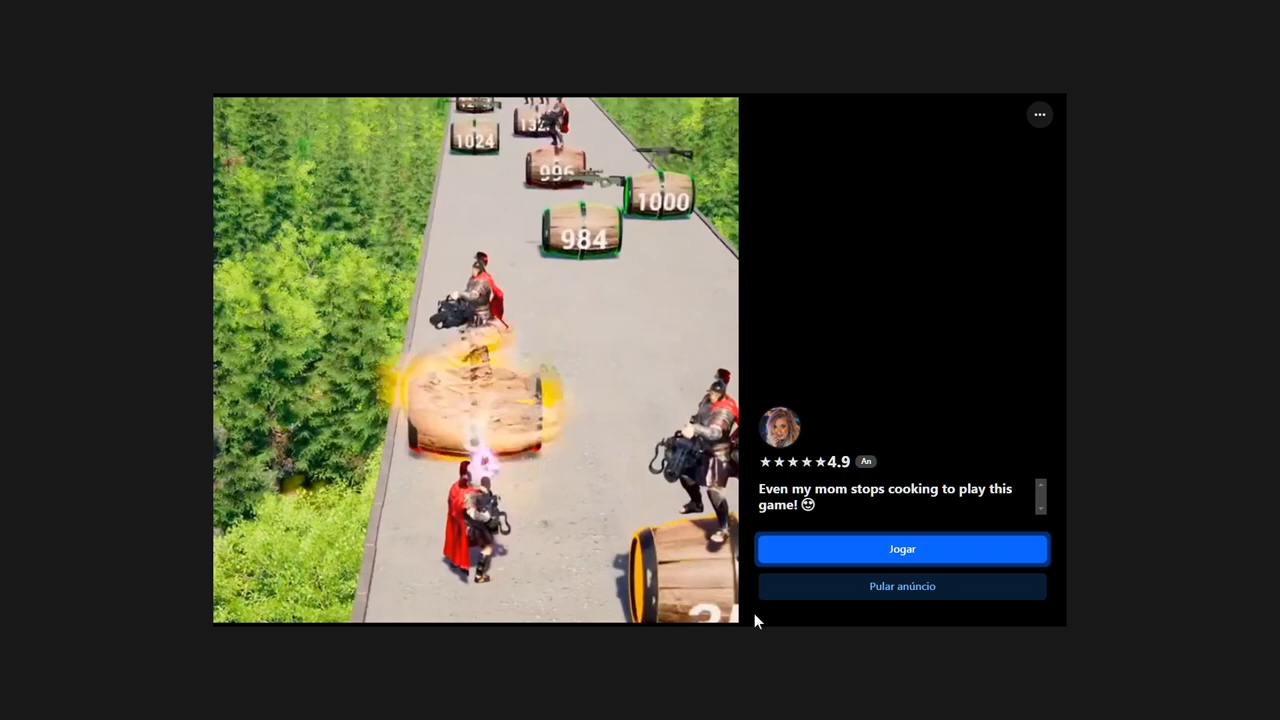 1024
132
996
1000
984
4.9 An
Even my mom stops cooking to play this
game! 😍
Jogar
Pular anúncio